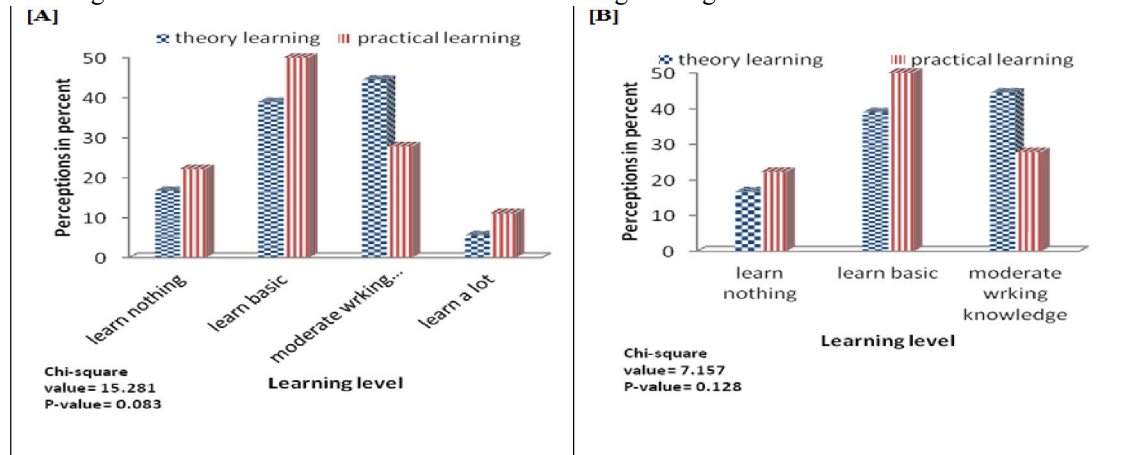 [A]
theory learning practical learning
50
40
30
20
10
0
Perceptions in percent
learn nothing
learn basic
moderate wrking...
learn a lot
Learning level
Chi-square
value= 15.281
P-value= 0.083
[B]
theory learning practical learning
50
40
30
20
10
0
Perceptions in percent
learn
nothing
learn basic
moderate
wrking
knowledge
Learning level
Chi-square
value= 7.157
P-value= 0.128